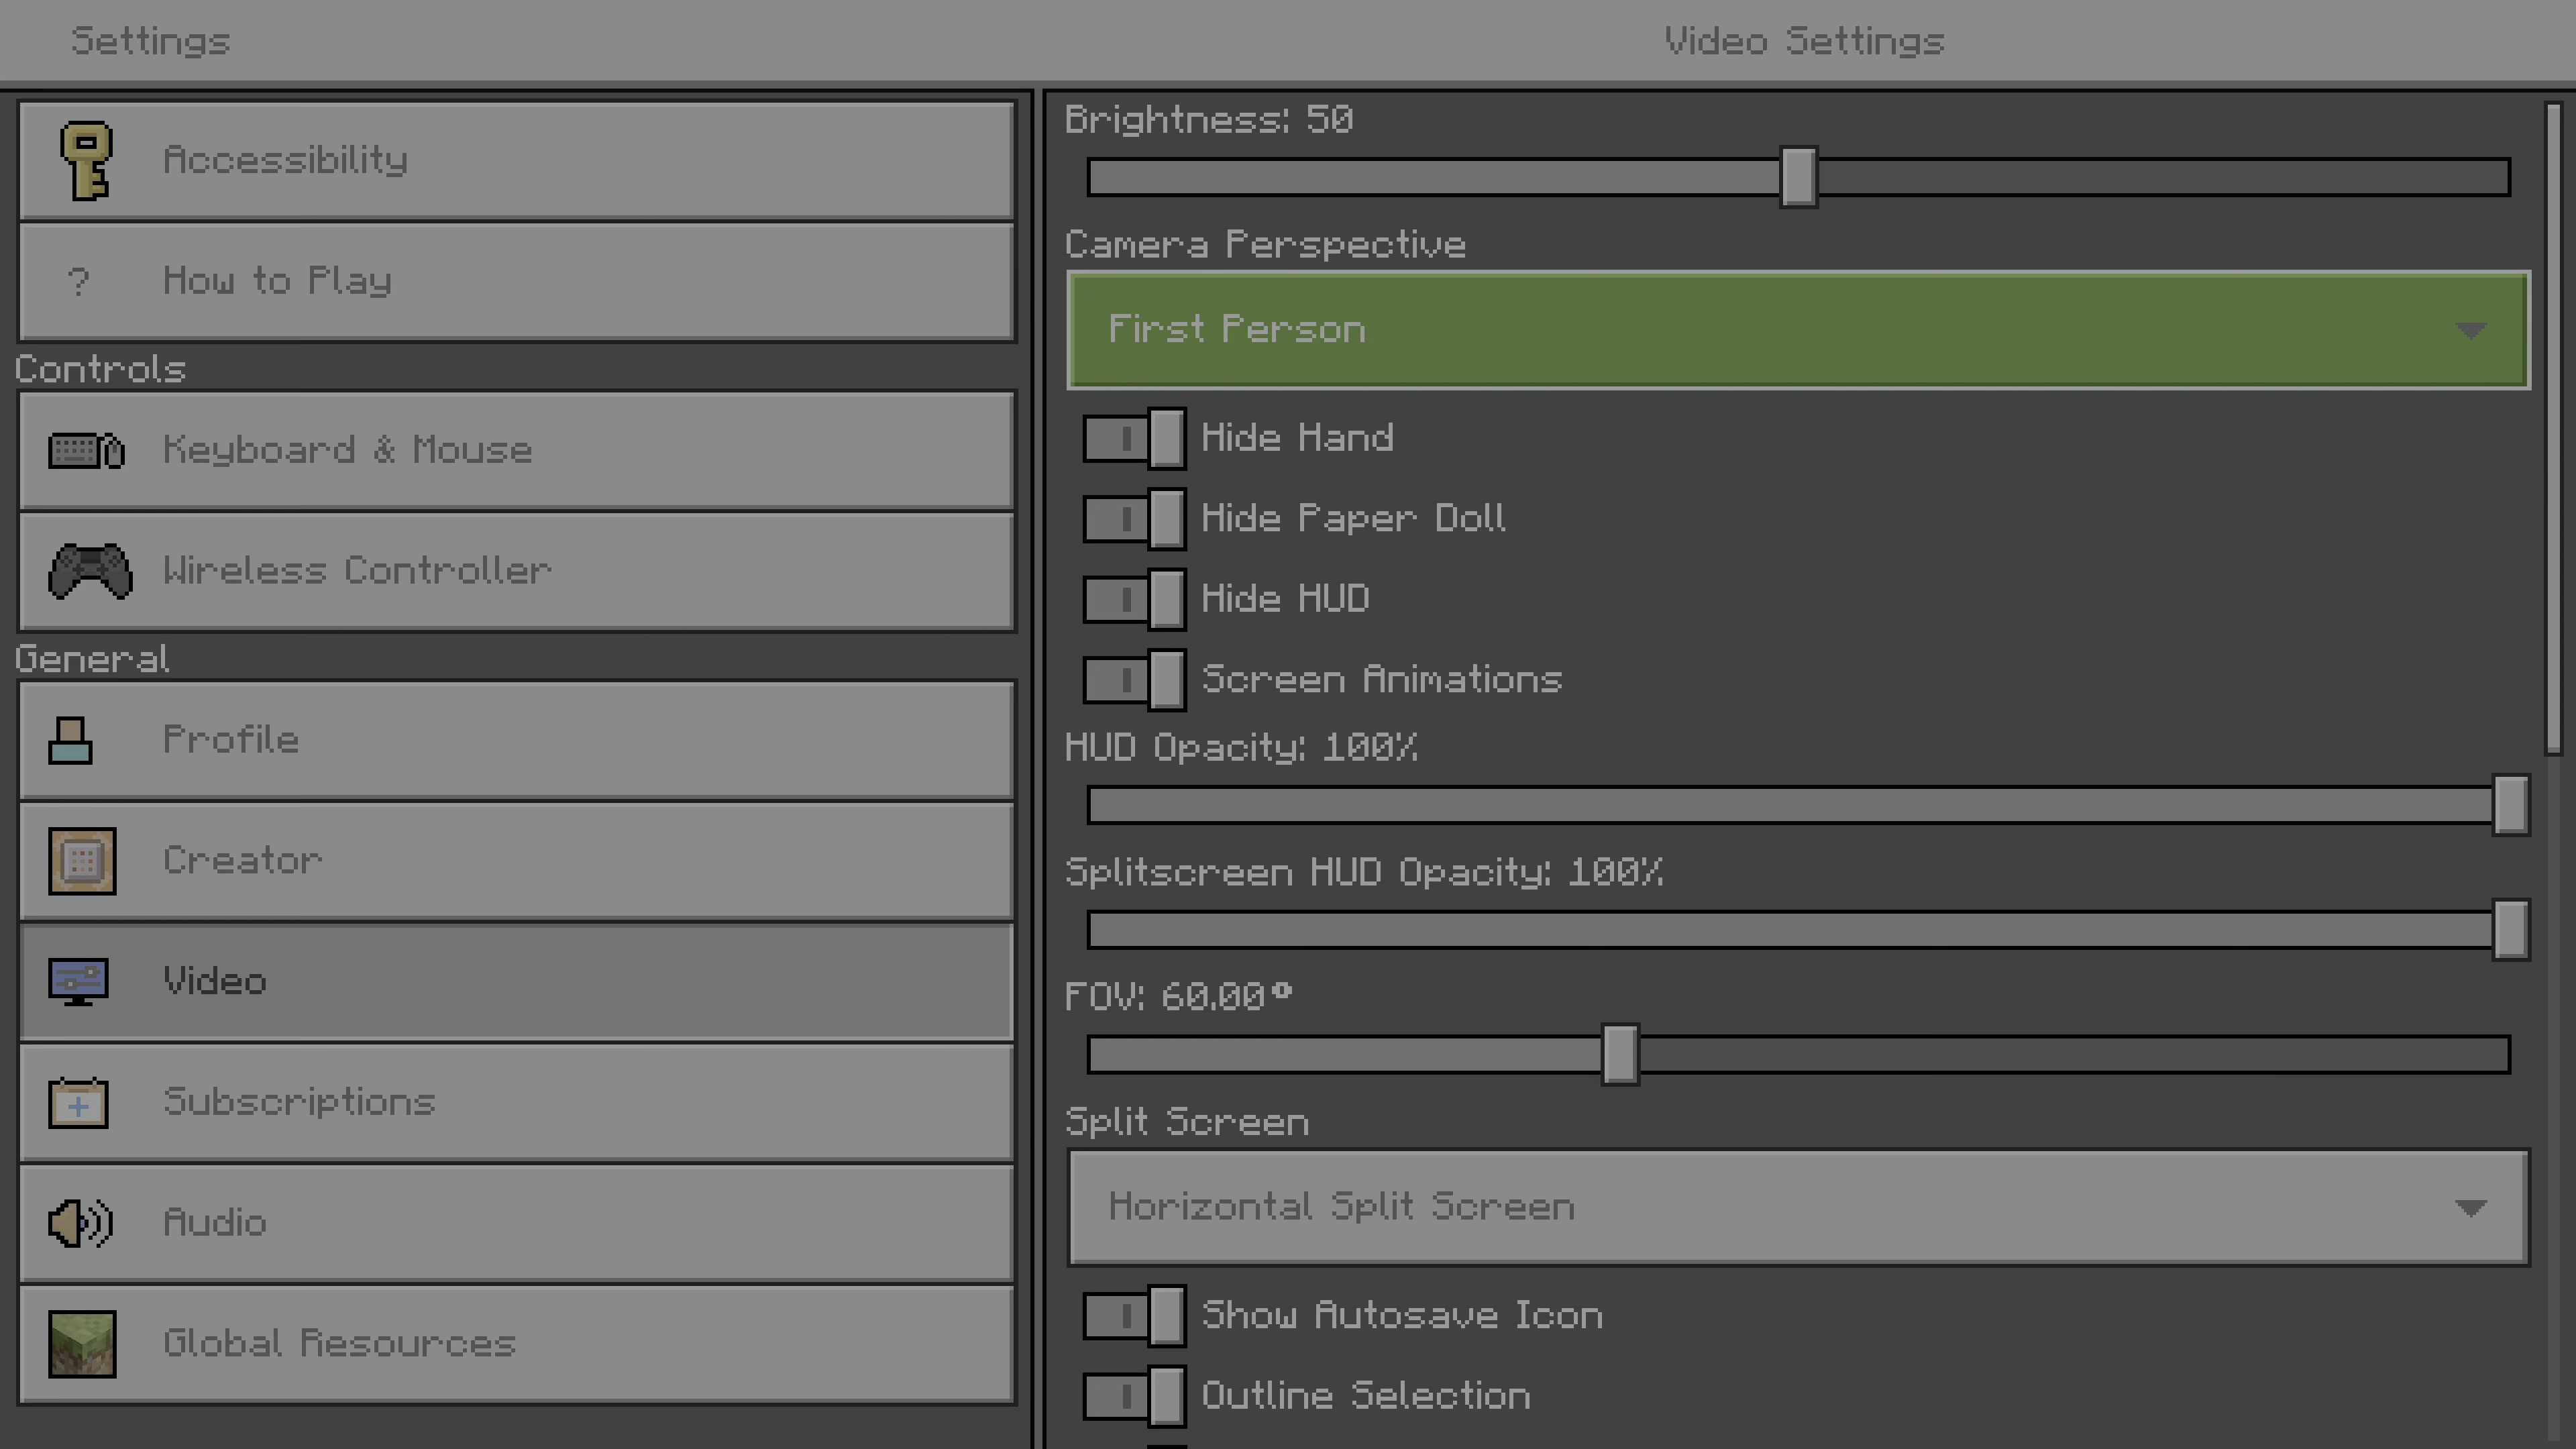 Settings
Video Settings
Accessibility
? How to Play
Controls
Keyboard & Mouse
Wireless Controller
General
Profile
Creator
Video
Subscriptions
Audio
Global Resources
Brightness: 50
Camera Perspective
First Person
Hide Hand
Hide Paper Doll
Hide HUD
Screen Animations
HUD Opacity: 100%
Splitscreen HUD Opacity: 100%
FOV: 60.00°
Split Screen
Horizontal Split Screen
Show Autosave Icon
Outline Selection